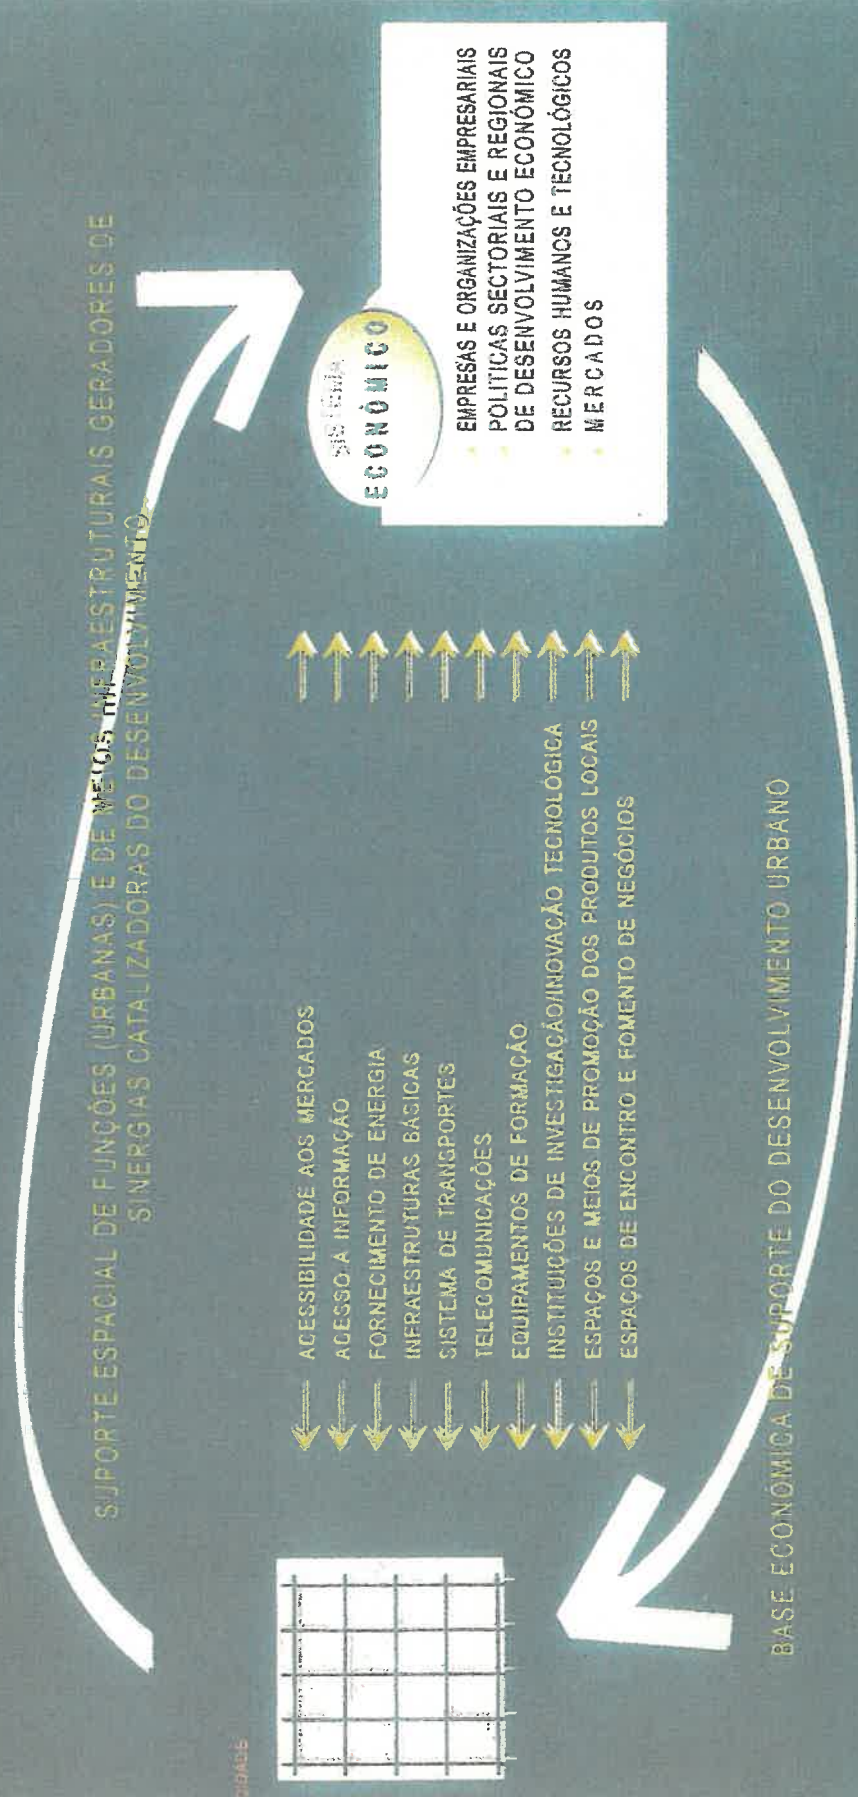 SUPORTE ESPACIAL DE FUNÇÕES (URBANAS) E DE MEIOS INFRAESTRUTURAIS GERADORES DE
SINERGIAS CATALIZADORAS DO DESENVOLVIMENTO
CIDADE
ACESSIBILIDADE AOS MERCADOS
ACESSO A INFORMAÇÃO
FORNECIMENTO DE ENERGIA
INFRAESTRUTURAS BÁSICAS
SISTEMA DE TRANSPORTES
TELECOMUNICAÇÕES
EQUIPAMENTOS DE FORMAÇÃO
INSTITUIÇÕES DE INVESTIGAÇÃO/INOVAÇÃO TECNOLÓGICA
ESPAÇOS E MEIOS DE PROMOÇÃO DOS PRODUTOS LOCAIS
ESPAÇOS DE ENCONTRO E FOMENTO DE NEGÓCIOS
SISTEMA
ECONÓMICO
EMPRESAS E ORGANIZAÇÕES EMPRESARIAIS
POLITICAS SECTORIAIS E REGIONAIS
DE DESENVOLVIMENTO ECONÓMICO
RECURSOS HUMANOS E TECNOLÓGICOS
MERCADOS
BASE ECONÓMICA DE SUPORTE DO DESENVOLVIMENTO URBANO